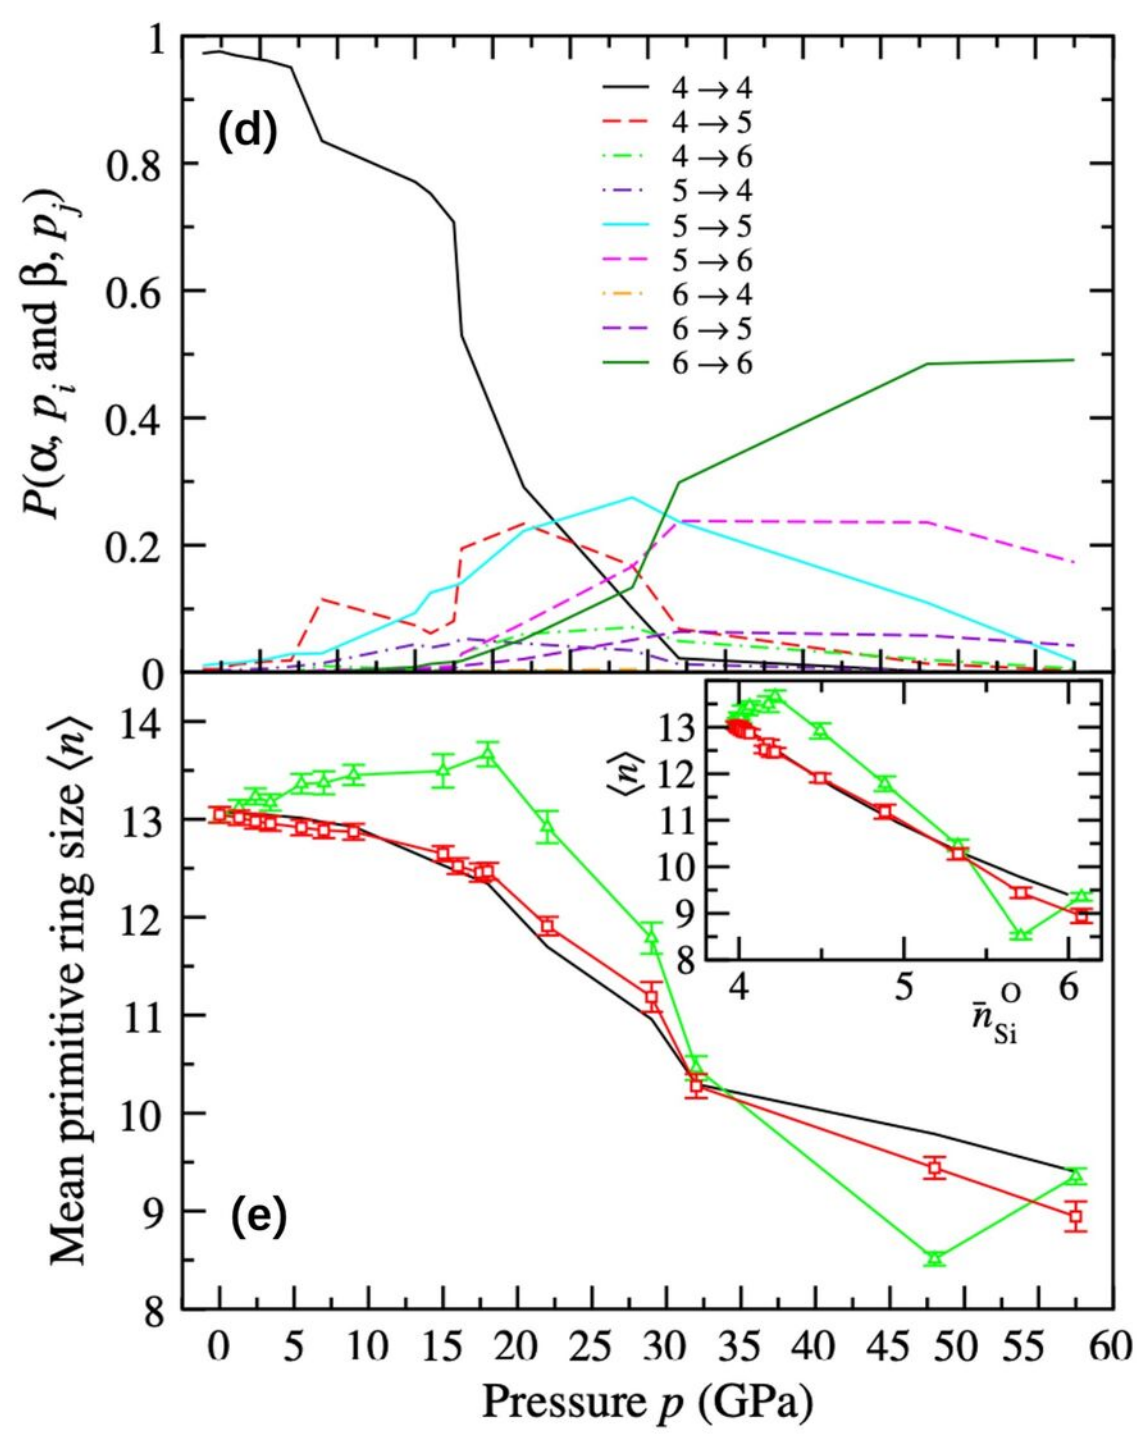 1
0.8
0.6
0.4
0.2
0
P(α, p_i and β, p_j)
(d)
4 → 4
4 → 5
4 → 6
5 → 4
5 → 5
5 → 6
6 → 4
6 → 5
6 → 6
14
13
12
11
10
9
8
Mean primitive ring size ⟨n⟩
(e)
13
12
11
10
9
8
⟨n⟩
4 5 6
n̄_Si^O
0 5 10 15 20 25 30 35 40 45 50 55 60
Pressure p (GPa)